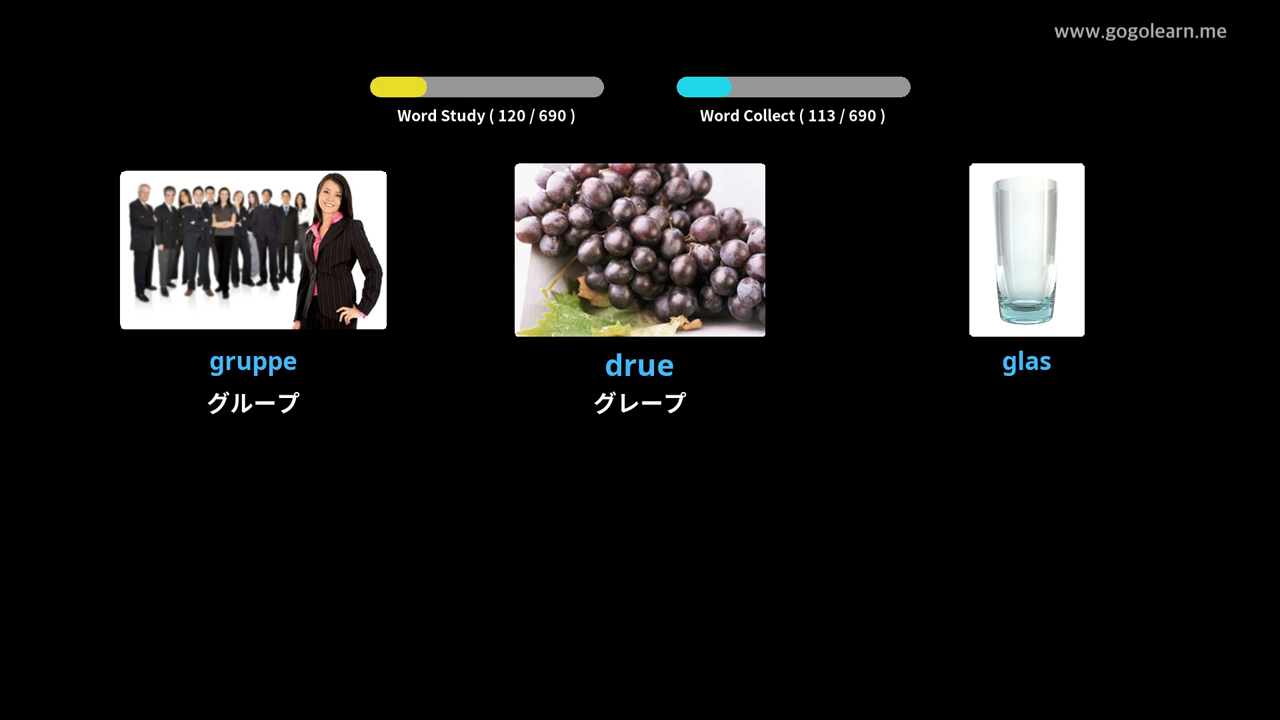 www.gogolearn.me
Word Study ( 120 / 690 )
Word Collect ( 113 / 690 )
gruppe
drue
glas
グループ
グレープ